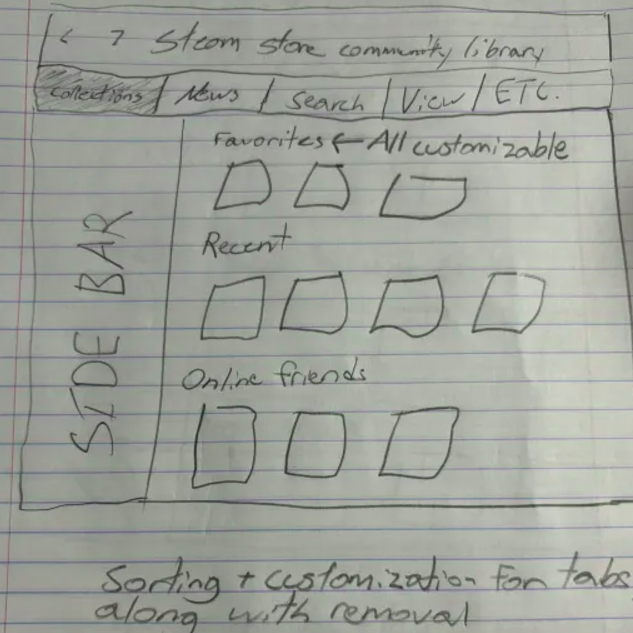 < > Steam store community library
Collections / News / Search / View / ETC.
Favorites ← All customizable
Recent
SIDE BAR
Online friends
Sorting + customization For tabs
along with removal